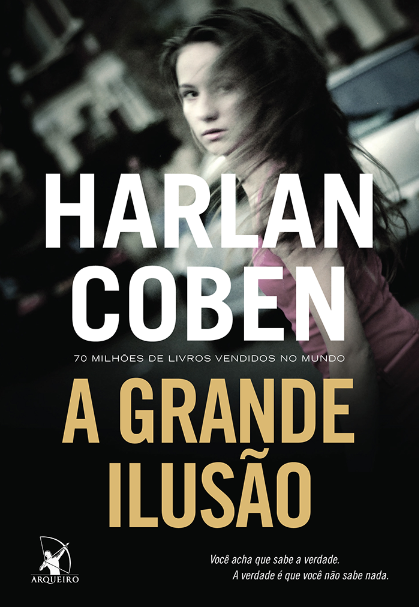 HARLAN
COBEN
70 MILHÕES DE LIVROS VENDIDOS NO MUNDO
A GRANDE
ILUSÃO
Você acha que sabe a verdade.
A verdade é que você não sabe nada.
ARQUEIRO